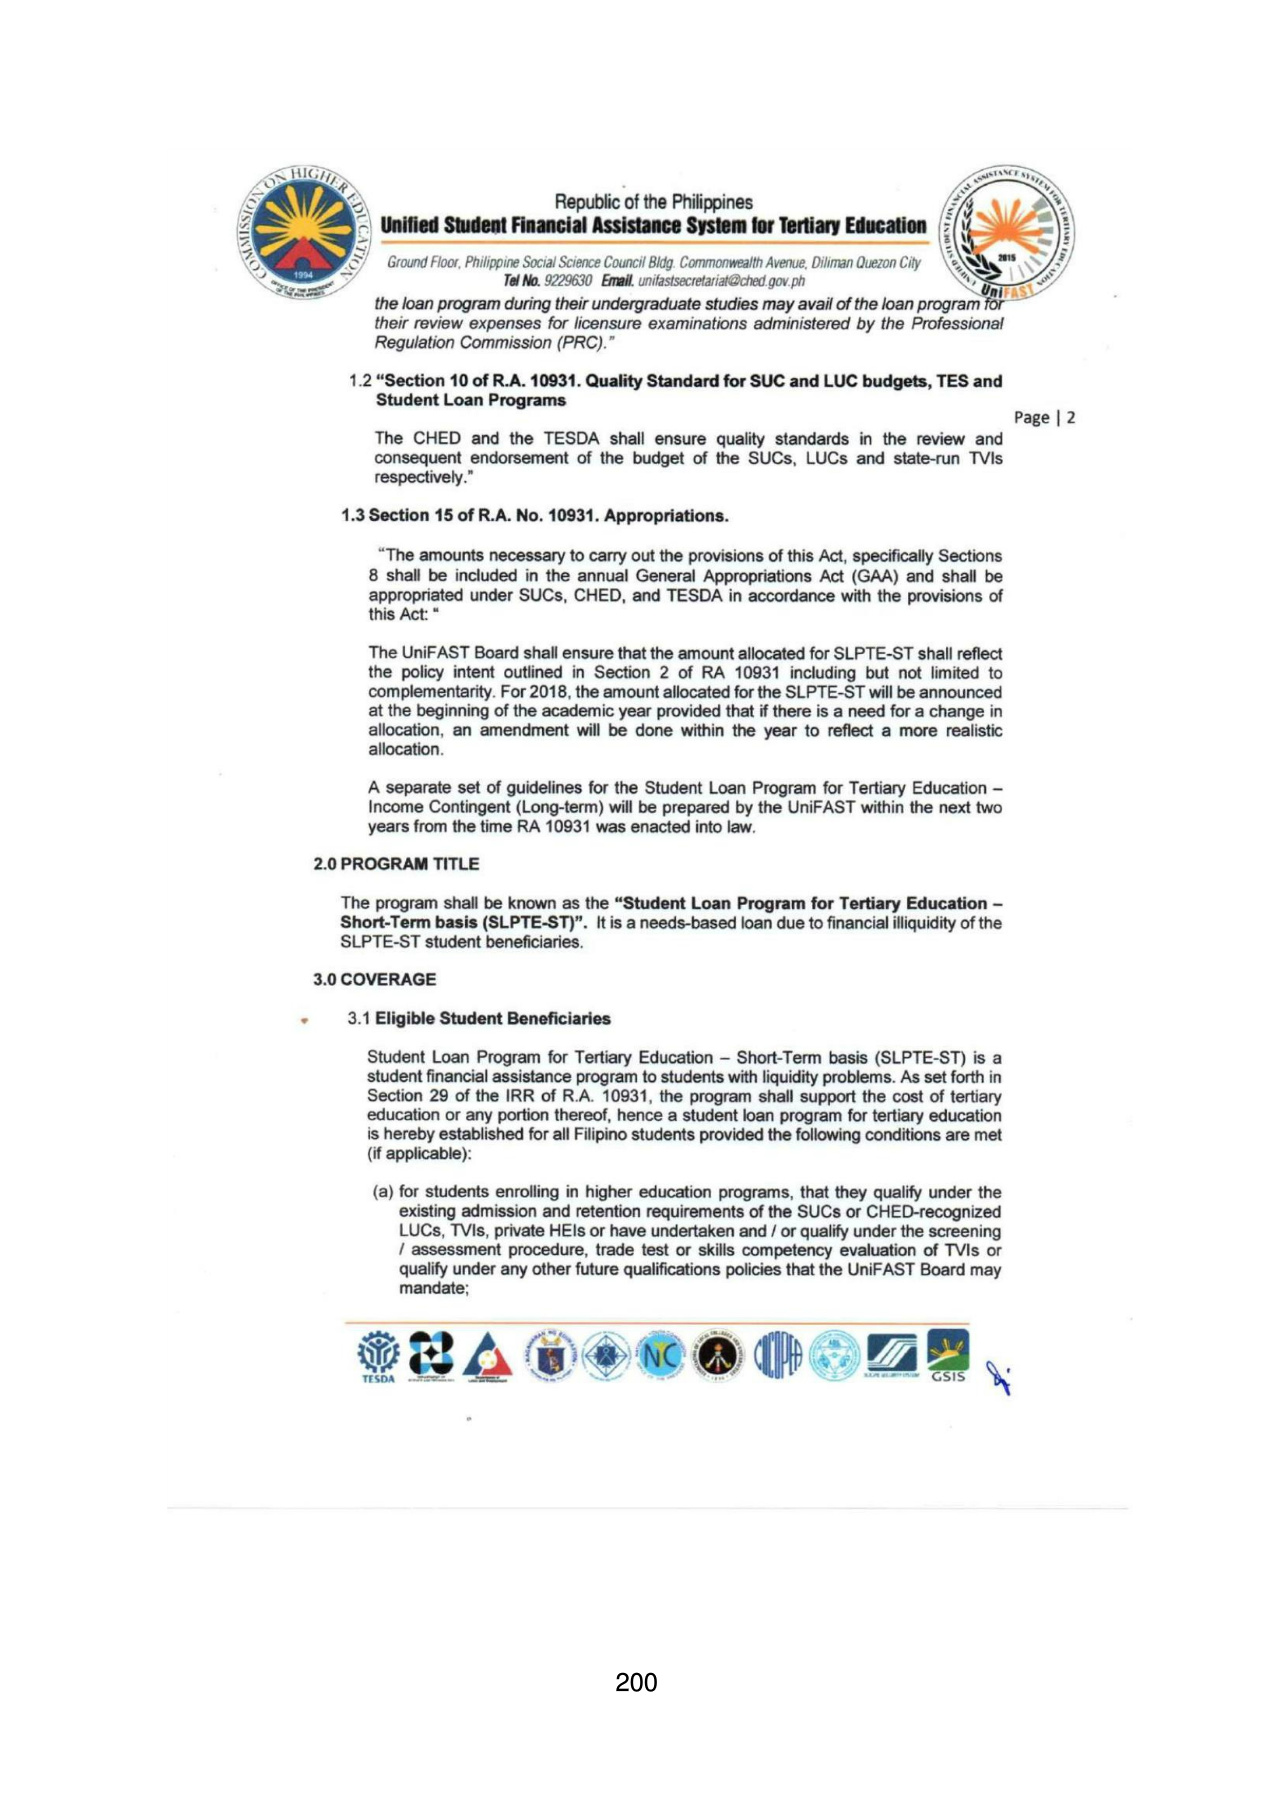 COMMISSION ON HIGHER EDUCATION
1994
OFFICE OF THE PRESIDENT
OF THE PHILIPPINES
Republic of the Philippines
Unified Student Financial Assistance System for Tertiary Education
Ground Floor, Philippine Social Science Council Bldg. Commonwealth Avenue, Diliman Quezon City
Tel No. 9229630 Email. unifastsecretariat@ched.gov.ph
UNIFIED STUDENT FINANCIAL ASSISTANCE SYSTEM FOR TERTIARY EDUCATION
2015
UniFAST
the loan program during their undergraduate studies may avail of the loan program for
their review expenses for licensure examinations administered by the Professional
Regulation Commission (PRC)."
1.2 “Section 10 of R.A. 10931. Quality Standard for SUC and LUC budgets, TES and
Student Loan Programs
Page | 2
The CHED and the TESDA shall ensure quality standards in the review and
consequent endorsement of the budget of the SUCs, LUCs and state-run TVIs
respectively."
1.3 Section 15 of R.A. No. 10931. Appropriations.
“The amounts necessary to carry out the provisions of this Act, specifically Sections
8 shall be included in the annual General Appropriations Act (GAA) and shall be
appropriated under SUCs, CHED, and TESDA in accordance with the provisions of
this Act: “
The UniFAST Board shall ensure that the amount allocated for SLPTE-ST shall reflect
the policy intent outlined in Section 2 of RA 10931 including but not limited to
complementarity. For 2018, the amount allocated for the SLPTE-ST will be announced
at the beginning of the academic year provided that if there is a need for a change in
allocation, an amendment will be done within the year to reflect a more realistic
allocation.
A separate set of guidelines for the Student Loan Program for Tertiary Education –
Income Contingent (Long-term) will be prepared by the UniFAST within the next two
years from the time RA 10931 was enacted into law.
2.0 PROGRAM TITLE
The program shall be known as the “Student Loan Program for Tertiary Education –
Short-Term basis (SLPTE-ST)”. It is a needs-based loan due to financial illiquidity of the
SLPTE-ST student beneficiaries.
3.0 COVERAGE
3.1 Eligible Student Beneficiaries
Student Loan Program for Tertiary Education – Short-Term basis (SLPTE-ST) is a
student financial assistance program to students with liquidity problems. As set forth in
Section 29 of the IRR of R.A. 10931, the program shall support the cost of tertiary
education or any portion thereof, hence a student loan program for tertiary education
is hereby established for all Filipino students provided the following conditions are met
(if applicable):
(a) for students enrolling in higher education programs, that they qualify under the
existing admission and retention requirements of the SUCs or CHED-recognized
LUCs, TVIs, private HEIs or have undertaken and / or qualify under the screening
/ assessment procedure, trade test or skills competency evaluation of TVIs or
qualify under any other future qualifications policies that the UniFAST Board may
mandate;
TESDA
NC
GSIS
200